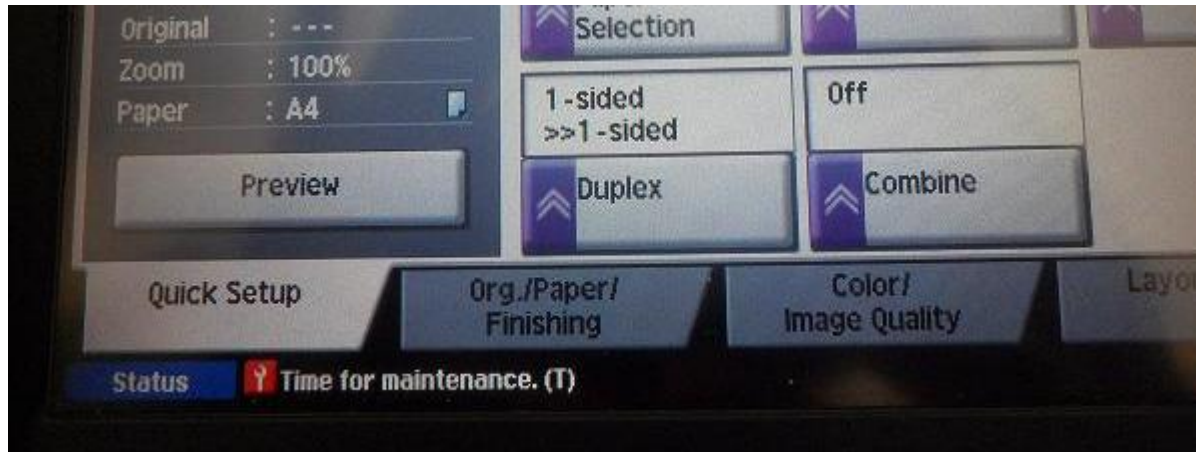 Original : ---
Zoom : 100%
Paper : A4
Preview
Selection
1-sided
>>1-sided
Duplex
Off
Combine
Quick Setup
Org./Paper/
Finishing
Color/
Image Quality
Status
Time for maintenance. (T)